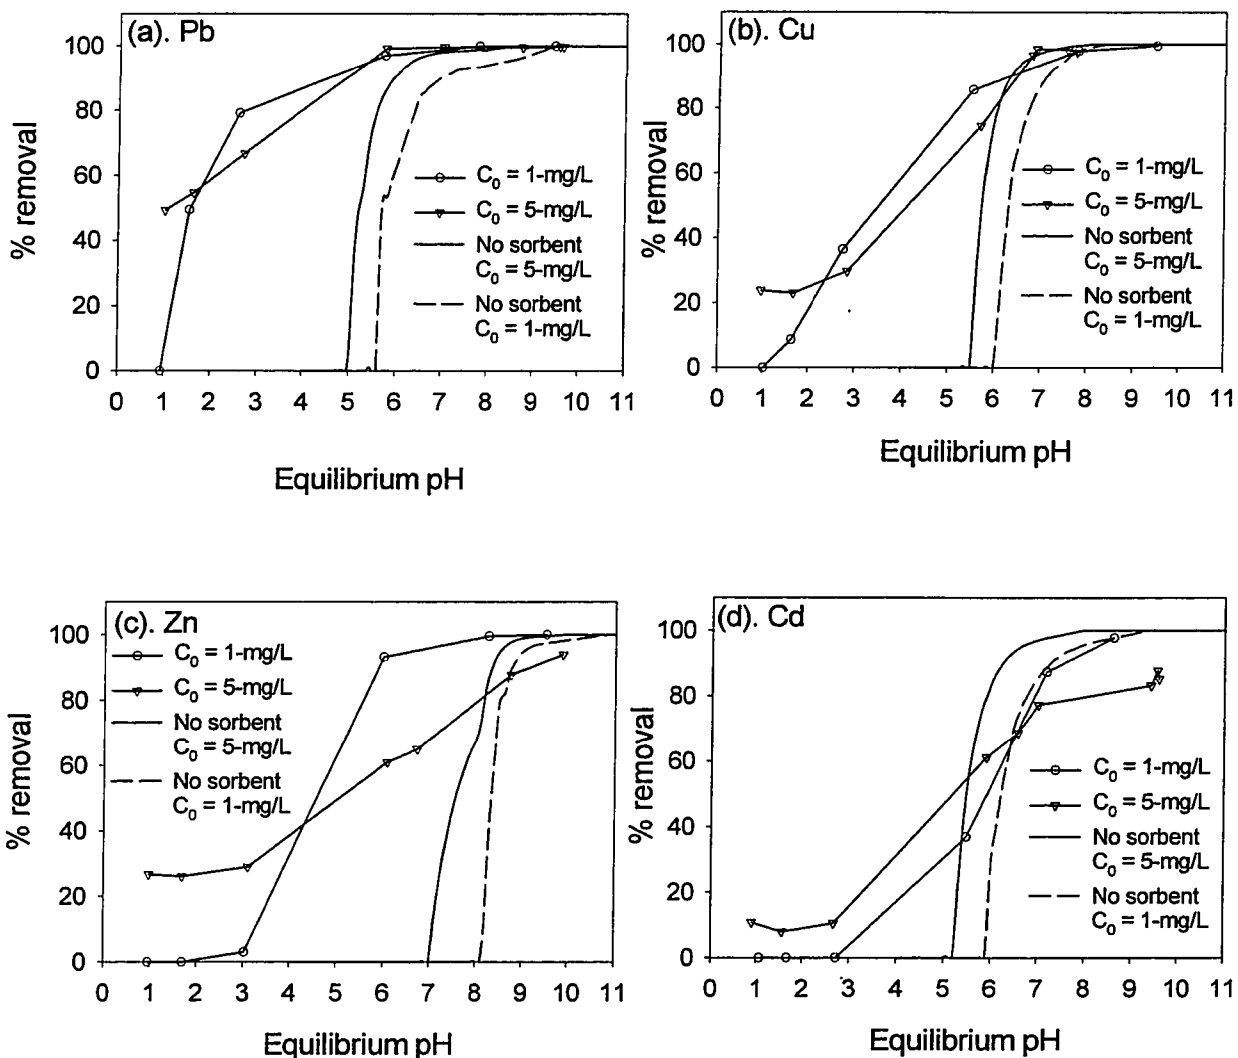 (a). Pb
% removal
100
80
60
40
20
0
0 1 2 3 4 5 6 7 8 9 10 11
Equilibrium pH
C0 = 1-mg/L
C0 = 5-mg/L
No sorbent
C0 = 5-mg/L
No sorbent
C0 = 1-mg/L
(b). Cu
% removal
100
80
60
40
20
0
0 1 2 3 4 5 6 7 8 9 10 11
Equilibrium pH
C0 = 1-mg/L
C0 = 5-mg/L
No sorbent
C0 = 5-mg/L
No sorbent
C0 = 1-mg/L
(c). Zn
% removal
100
80
60
40
20
0
0 1 2 3 4 5 6 7 8 9 10 11
Equilibrium pH
C0 = 1-mg/L
C0 = 5-mg/L
No sorbent
C0 = 5-mg/L
No sorbent
C0 = 1-mg/L
(d). Cd
% removal
100
80
60
40
20
0
0 1 2 3 4 5 6 7 8 9 10 11
Equilibrium pH
C0 = 1-mg/L
C0 = 5-mg/L
No sorbent
C0 = 5-mg/L
No sorbent
C0 = 1-mg/L